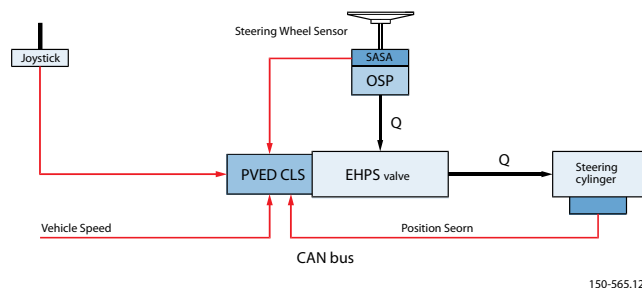 Steering Wheel Sensor
Joystick
SASA
OSP
Q
PVED CLS
EHPS valve
Q
Steering
cylinger
Vehicle Speed
Position Seorn
CAN bus
150-565.12